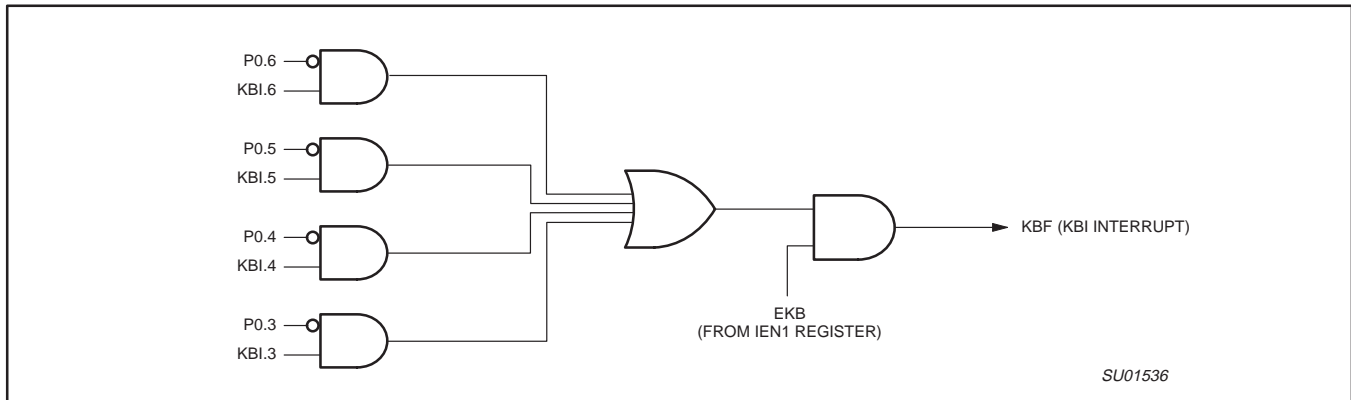 P0.6
KBI.6
P0.5
KBI.5
P0.4
KBI.4
P0.3
KBI.3
KBF (KBI INTERRUPT)
EKB
(FROM IEN1 REGISTER)
SU01536